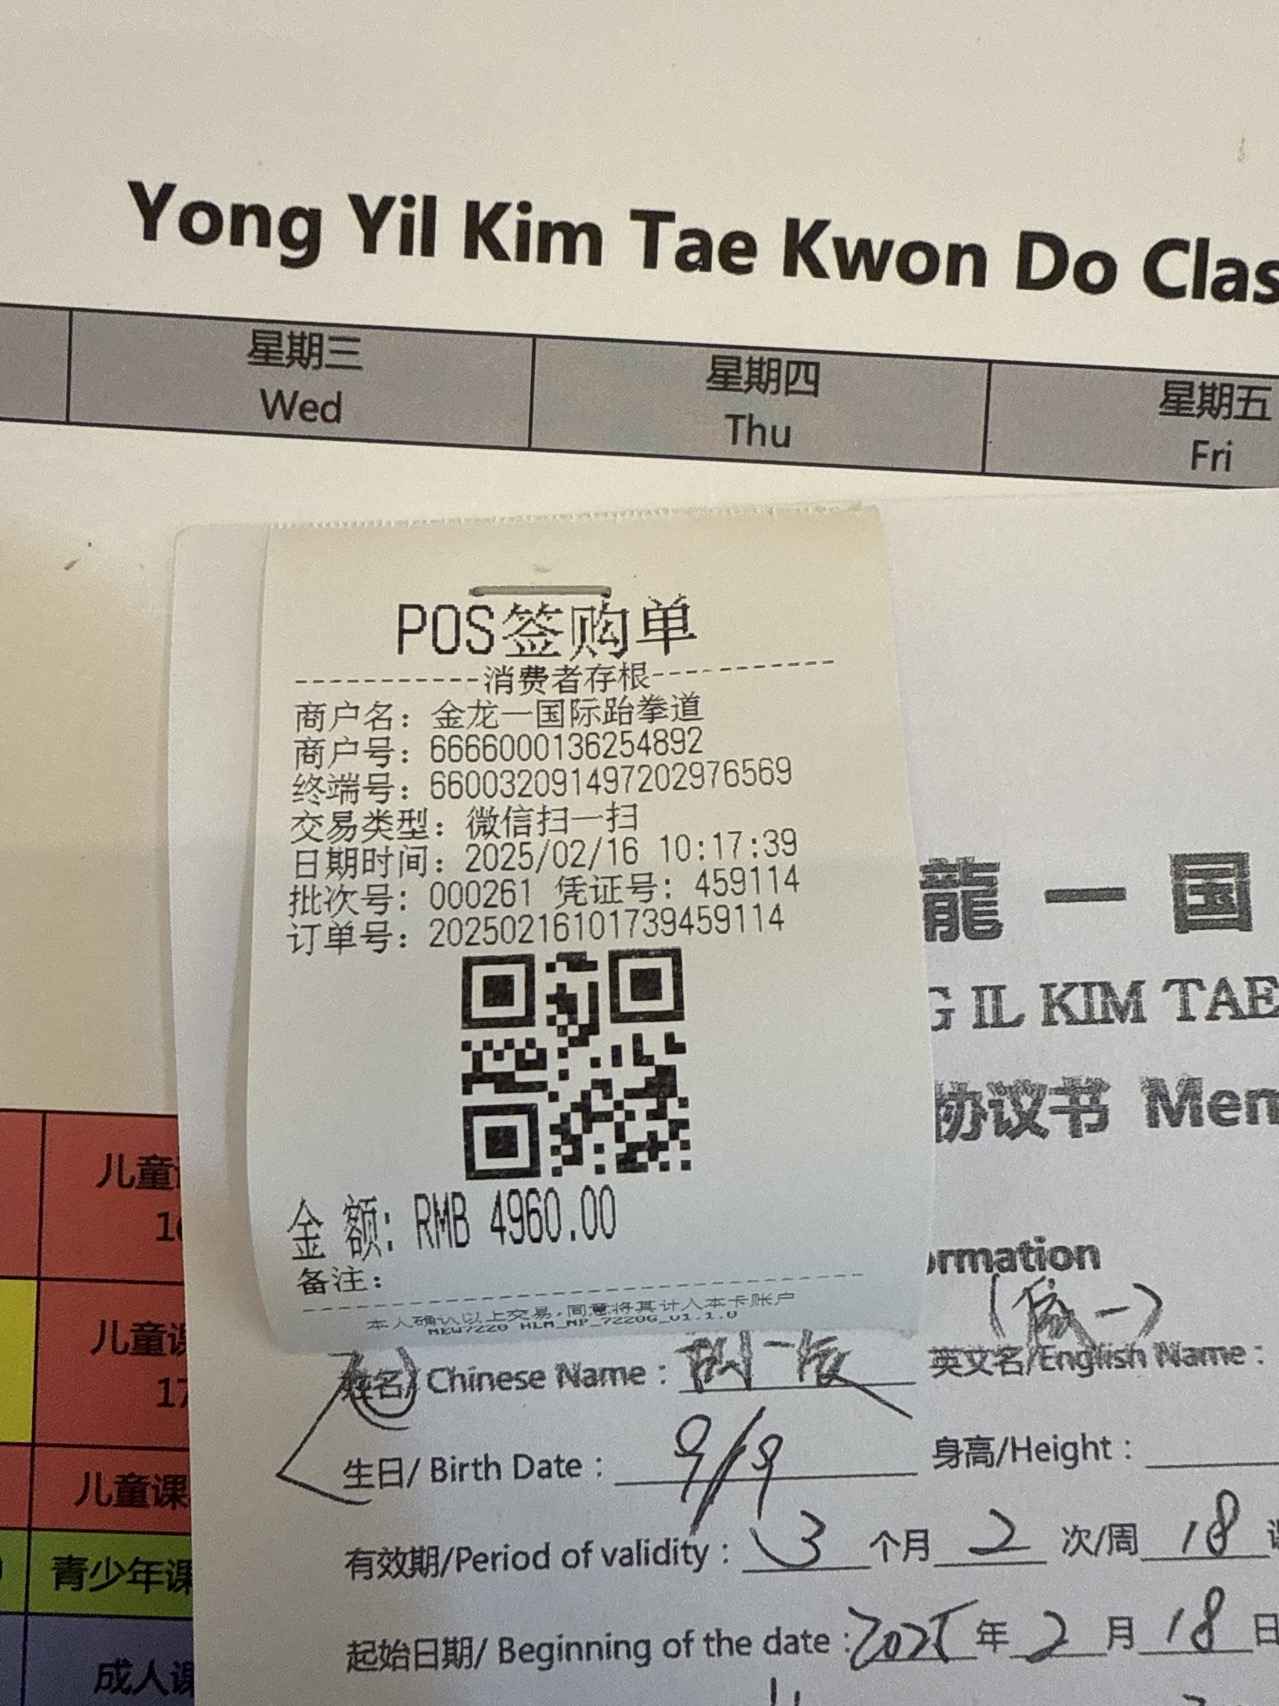 Yong Yil Kim Tae Kwon Do Clas
星期三
Wed
星期四
Thu
星期五
Fri
POS签购单
消费者存根
商户名：金龙一国际跆拳道
商户号：6666000136254892
终端号：660032091497202976569
交易类型：微信扫一扫
日期时间：2025/02/16 10:17:39
批次号：000261 凭证号：459114
订单号：20250216101739459114
金 额：RMB 4960.00
备注：
本人确认以上交易，同意将其计入本卡账户
NEW7220 HLM_MP_7220G_V1.1.0
龍一国
G IL KIM TAE
协议书 Mem
ormation
姓名/ Chinese Name：
英文名/English Name：
生日/ Birth Date： 9/9
身高/Height：
有效期/Period of validity： 3 个月 2 次/周 18 课
起始日期/ Beginning of the date：2025 年 2 月 18 日
儿童
儿童课
17
儿童课
青少年课
成人课